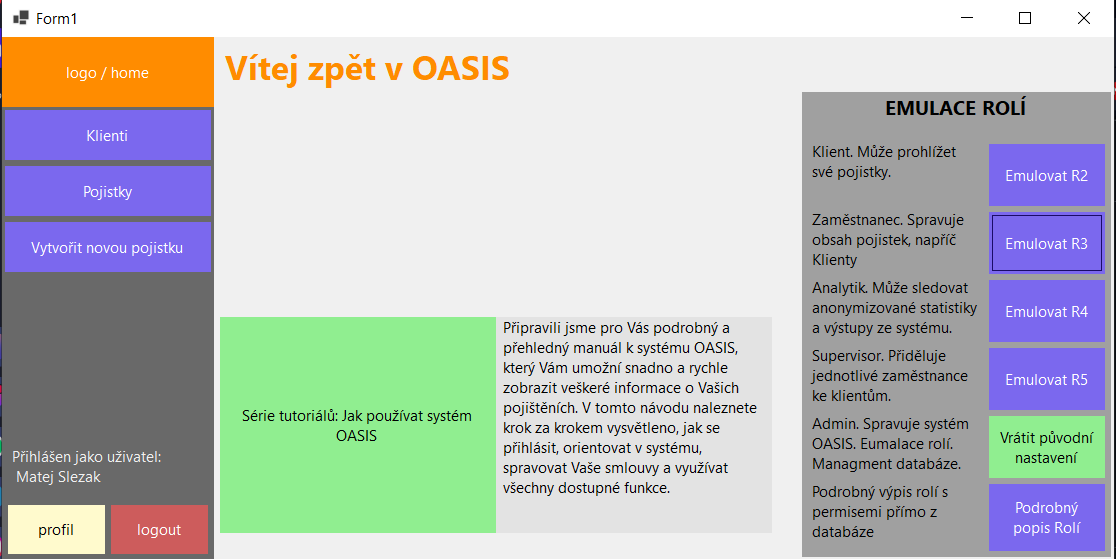 Form1
logo / home
Klienti
Pojistky
Vytvořit novou pojistku
Přihlášen jako uživatel:
Matej Slezak
profil
logout
Vítej zpět v OASIS
Série tutoriálů: Jak používat systém
OASIS
Připravili jsme pro Vás podrobný a
přehledný manuál k systému OASIS,
který Vám umožní snadno a rychle
zobrazit veškeré informace o Vašich
pojištěních. V tomto návodu naleznete
krok za krokem vysvětleno, jak se
přihlásit, orientovat v systému,
spravovat Vaše smlouvy a využívat
všechny dostupné funkce.
EMULACE ROLÍ
Klient. Může prohlížet
své pojistky.
Emulovat R2
Zaměstnanec. Spravuje
obsah pojistek, napříč
Klienty
Emulovat R3
Analytik. Může sledovat
anonymizované statistiky
a výstupy ze systému.
Emulovat R4
Supervisor. Přiděluje
jednotlivé zaměstnance
ke klientům.
Emulovat R5
Admin. Spravuje systém
OASIS. Eumalace rolí.
Managment databáze.
Vrátit původní
nastavení
Podrobný výpis rolí s
permisemi přímo z
databáze
Podrobný
popis Rolí